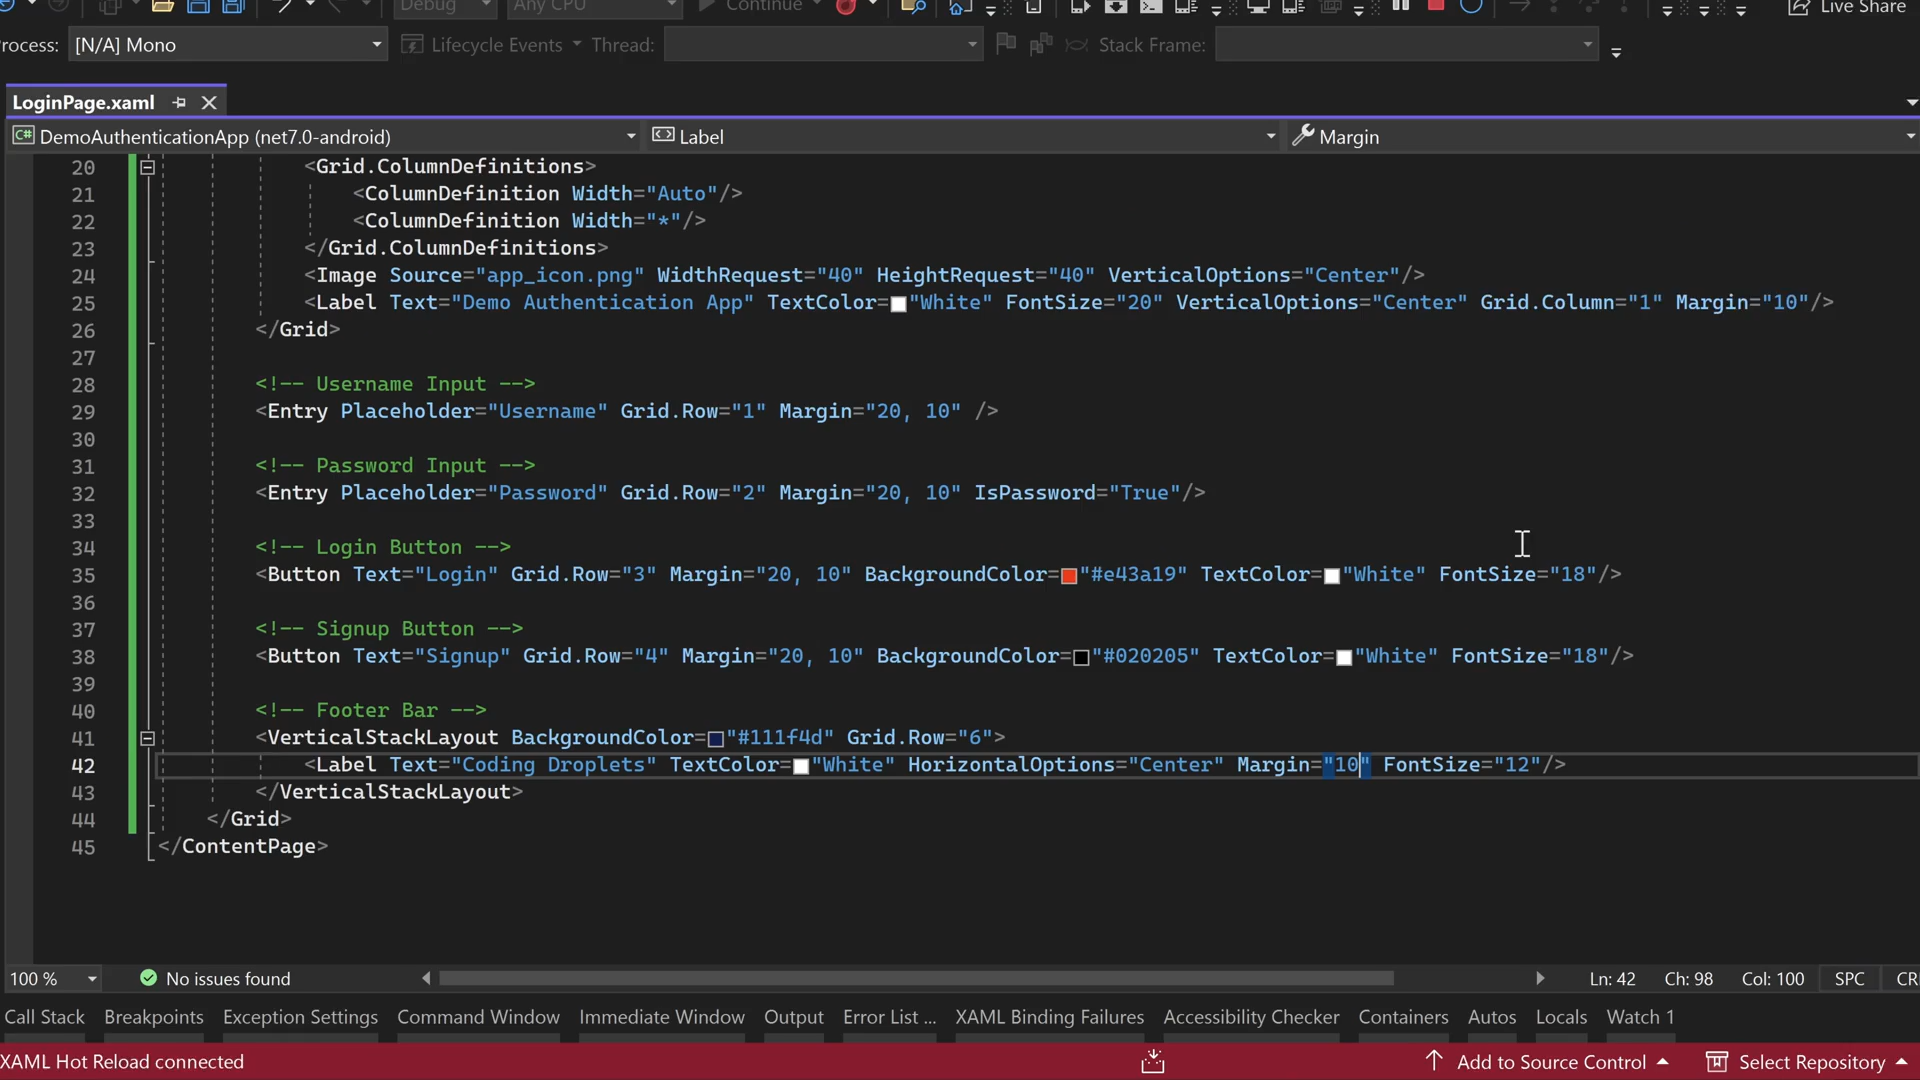 Debug Any CPU Continue Live Share
rocess: [N/A] Mono Lifecycle Events Thread: Stack Frame:
LoginPage.xaml
DemoAuthenticationApp (net7.0-android) Label Margin
20 <Grid.ColumnDefinitions>
21 <ColumnDefinition Width="Auto"/>
22 <ColumnDefinition Width="*"/>
23 </Grid.ColumnDefinitions>
24 <Image Source="app_icon.png" WidthRequest="40" HeightRequest="40" VerticalOptions="Center"/>
25 <Label Text="Demo Authentication App" TextColor="White" FontSize="20" VerticalOptions="Center" Grid.Column="1" Margin="10"/>
26 </Grid>
27
28 <!-- Username Input -->
29 <Entry Placeholder="Username" Grid.Row="1" Margin="20, 10" />
30
31 <!-- Password Input -->
32 <Entry Placeholder="Password" Grid.Row="2" Margin="20, 10" IsPassword="True"/>
33
34 <!-- Login Button -->
35 <Button Text="Login" Grid.Row="3" Margin="20, 10" BackgroundColor="#e43a19" TextColor="White" FontSize="18"/>
36
37 <!-- Signup Button -->
38 <Button Text="Signup" Grid.Row="4" Margin="20, 10" BackgroundColor="#020205" TextColor="White" FontSize="18"/>
39
40 <!-- Footer Bar -->
41 <VerticalStackLayout BackgroundColor="#111f4d" Grid.Row="6">
42 <Label Text="Coding Droplets" TextColor="White" HorizontalOptions="Center" Margin="10" FontSize="12"/>
43 </VerticalStackLayout>
44 </Grid>
45 </ContentPage>
100 % No issues found Ln: 42 Ch: 98 Col: 100 SPC CR
Call Stack Breakpoints Exception Settings Command Window Immediate Window Output Error List ... XAML Binding Failures Accessibility Checker Containers Autos Locals Watch 1
XAML Hot Reload connected Add to Source Control Select Repository